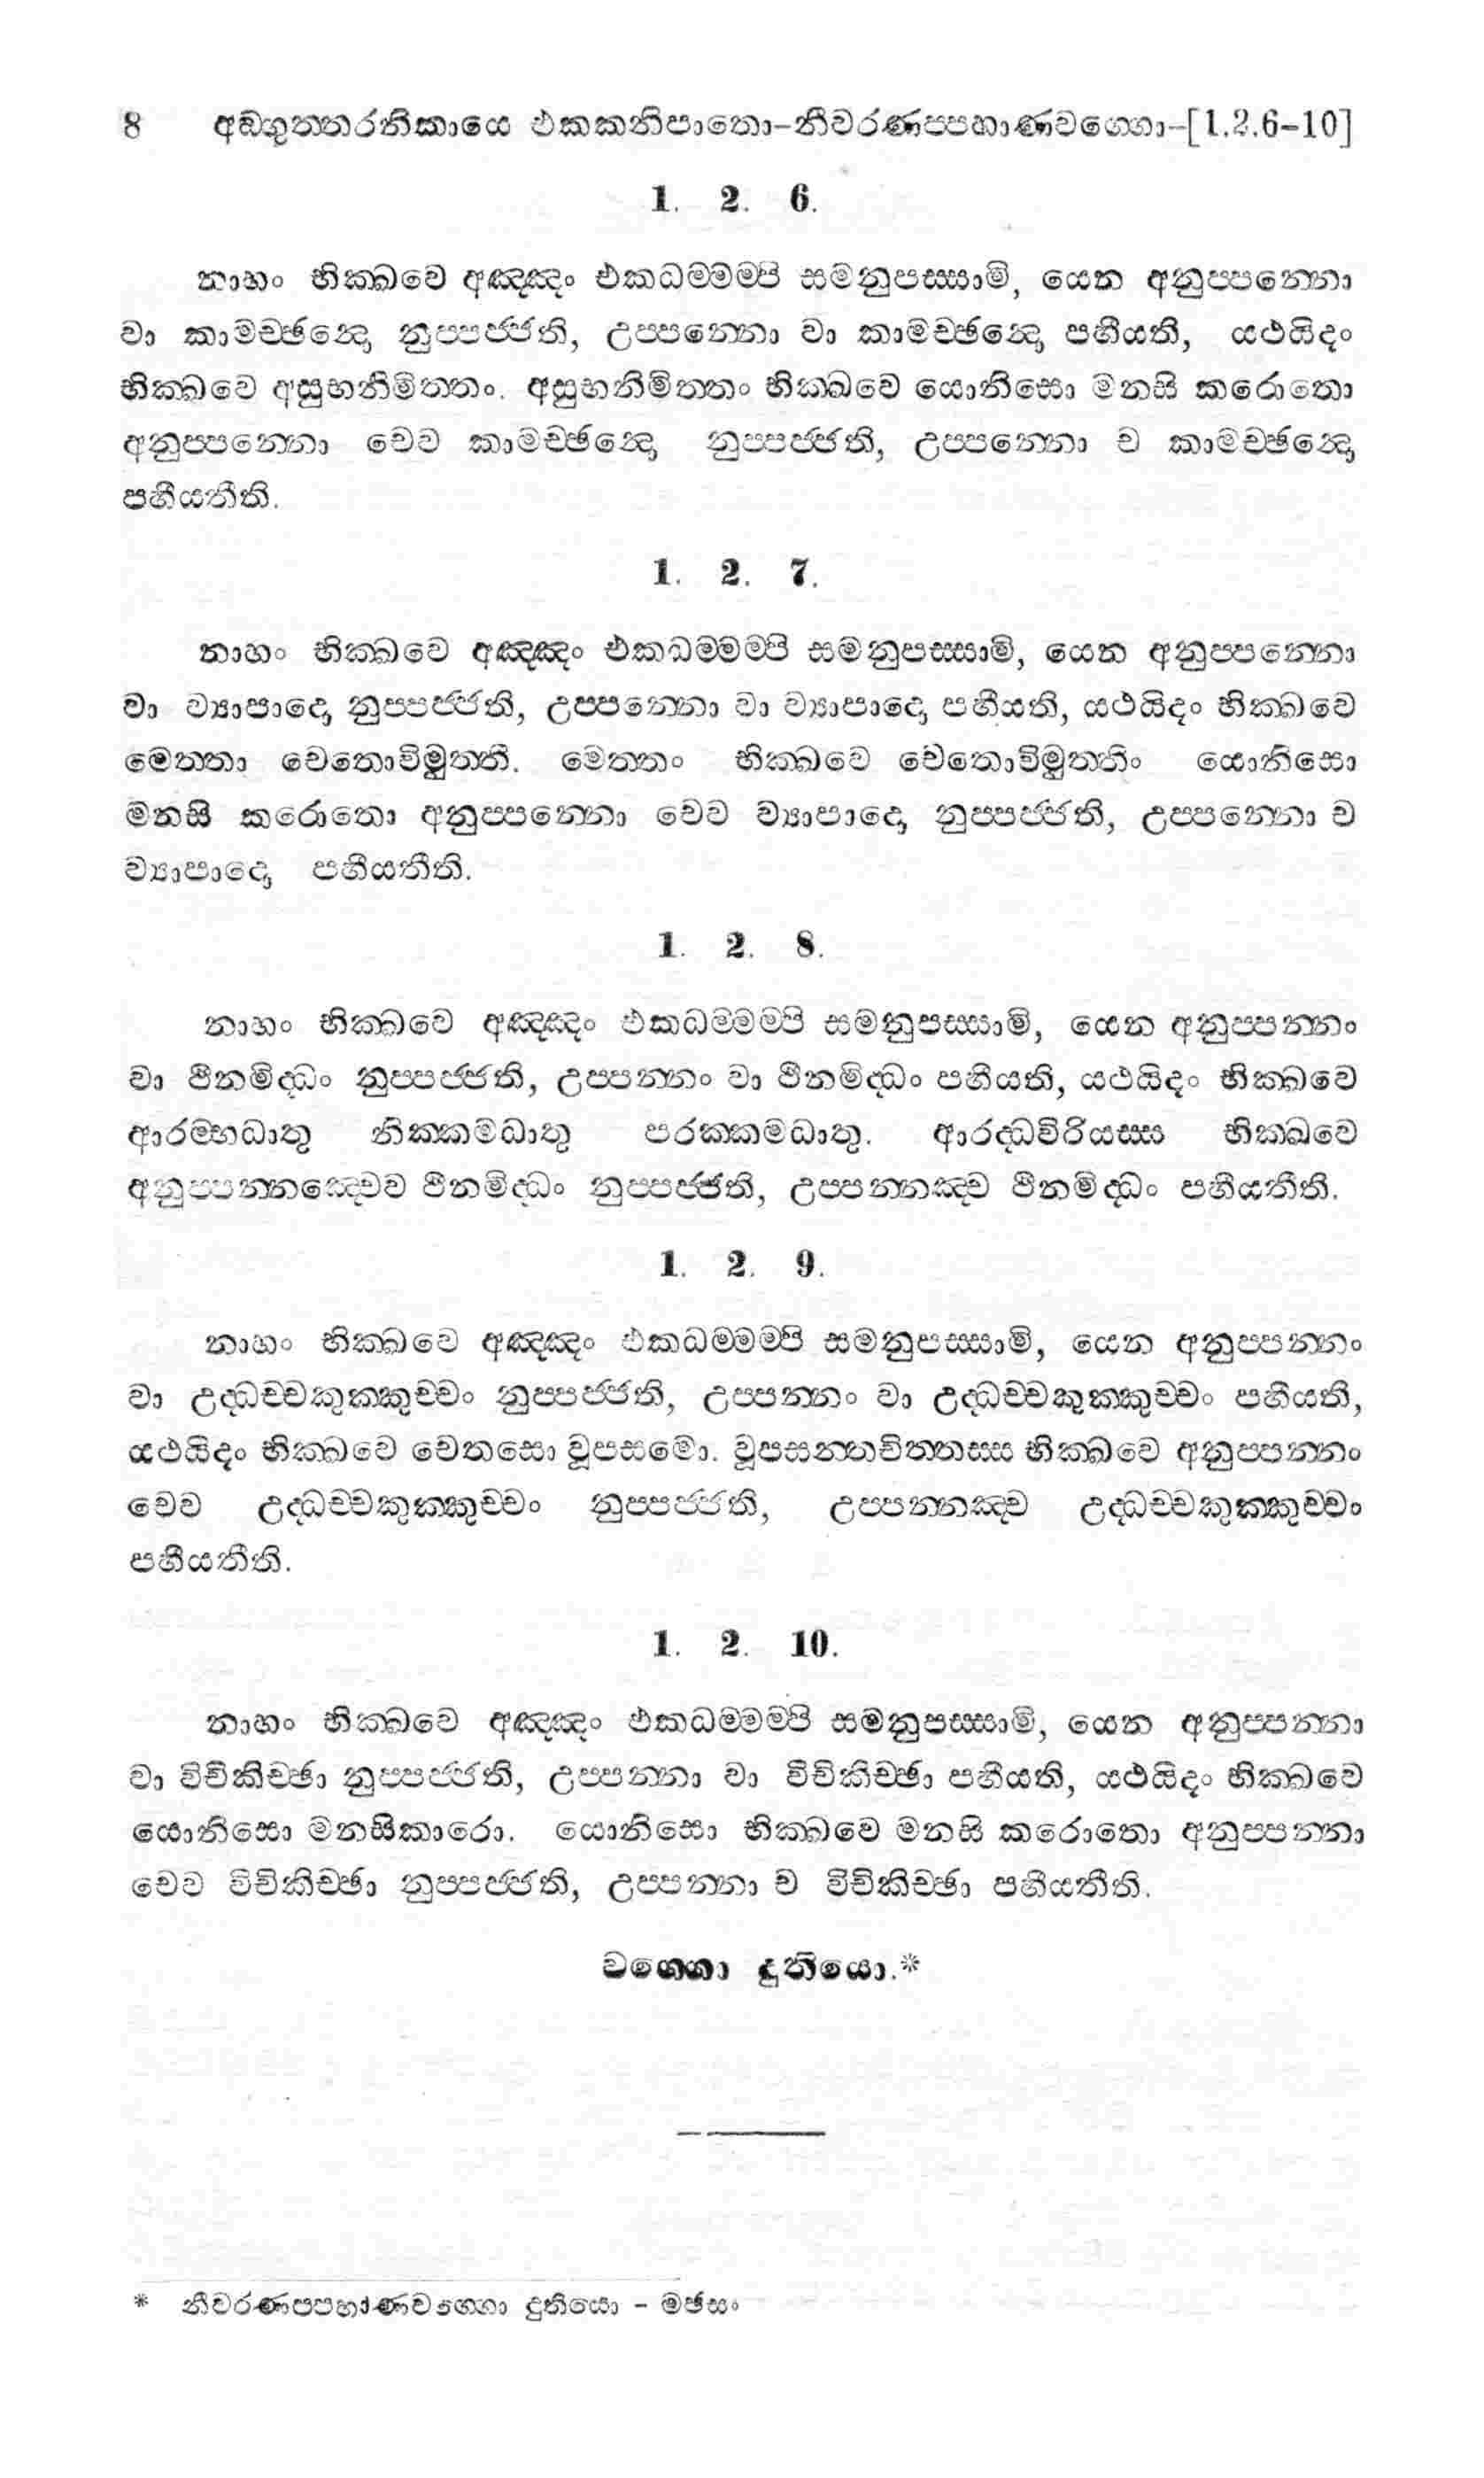 8 අඞ්ගුත්තරනිකායෙ එකකනිපාතො-නීවරණප්පහාණවග්ගො-[1.2.6-10]
1. 2. 6.
නාහං භික්ඛවෙ අඤ්ඤං එකධම්මම්පි සමනුපස්සාමි, යෙන අනුප්පන්නො
වා කාමච්ඡන්දො නුප්පජ්ජති, උප්පන්නො වා කාමච්ඡන්දො පහීයති, යථයිදං
භික්ඛවෙ අසුභනිමිත්තං. අසුභනිමිත්තං භික්ඛවෙ යොනිසො මනසි කරොතො
අනුප්පන්නො චෙව කාමච්ඡන්දො නුප්පජ්ජති, උප්පන්නො ච කාමච්ඡන්දො
පහීයතීති.
1. 2. 7.
නාහං භික්ඛවෙ අඤ්ඤං එකධම්මම්පි සමනුපස්සාමි, යෙන අනුප්පන්නො
වා ව්‍යාපාදො නුප්පජ්ජති, උප්පන්නො වා ව්‍යාපාදො පහීයති, යථයිදං භික්ඛවෙ
මෙත්තා චෙතොවිමුත්ති. මෙත්තං භික්ඛවෙ චෙතොවිමුත්තිං යොනිසො
මනසි කරොතො අනුප්පන්නො චෙව ව්‍යාපාදො නුප්පජ්ජති, උප්පන්නො ච
ව්‍යාපාදො පහීයතීති.
1. 2. 8.
නාහං භික්ඛවෙ අඤ්ඤං එකධම්මම්පි සමනුපස්සාමි, යෙන අනුප්පන්නං
වා ථීනමිද්ධං නුප්පජ්ජති, උප්පන්නං වා ථීනමිද්ධං පහීයති, යථයිදං භික්ඛවෙ
ආරම්භධාතු නික්කමධාතු පරක්කමධාතු. ආරද්ධවිරියස්ස භික්ඛවෙ
අනුප්පන්නඤ්චෙව ථීනමිද්ධං නුප්පජ්ජති, උප්පන්නඤ්ච ථීනමිද්ධං පහීයතීති.
1. 2. 9.
නාහං භික්ඛවෙ අඤ්ඤං එකධම්මම්පි සමනුපස්සාමි, යෙන අනුප්පන්නං
වා උද්ධච්චකුක්කුච්චං නුප්පජ්ජති, උප්පන්නං වා උද්ධච්චකුක්කුච්චං පහීයති,
යථයිදං භික්ඛවෙ චෙතසො වූපසමො. වූපසන්තචිත්තස්ස භික්ඛවෙ අනුප්පන්නං
චෙව උද්ධච්චකුක්කුච්චං නුප්පජ්ජති, උප්පන්නඤ්ච උද්ධච්චකුක්කුච්චං
පහීයතීති.
1. 2. 10.
නාහං භික්ඛවෙ අඤ්ඤං එකධම්මම්පි සමනුපස්සාමි, යෙන අනුප්පන්නා
වා විචිකිච්ඡා නුප්පජ්ජති, උප්පන්නා වා විචිකිච්ඡා පහීයති, යථයිදං භික්ඛවෙ
යොනිසො මනසිකාරො. යොනිසො භික්ඛවෙ මනසි කරොතො අනුප්පන්නා
චෙව විචිකිච්ඡා නුප්පජ්ජති, උප්පන්නා ච විචිකිච්ඡා පහීයතීති.
වග්ගො දුතියො.*
* නීවරණප්පහාණවග්ගො දුතියො - මඡසං